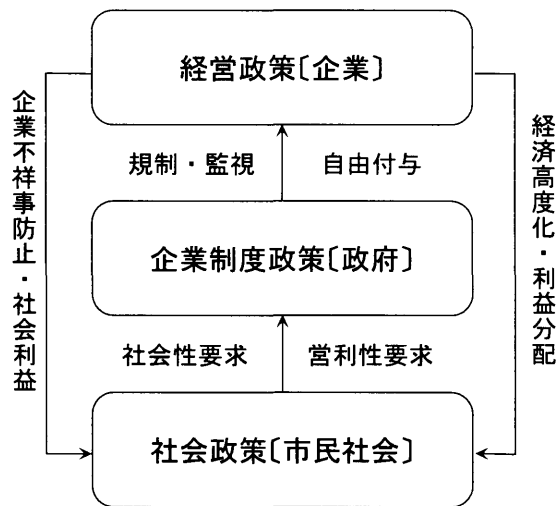 経営政策〔企業〕
企業不祥事防止・社会利益
経済高度化・利益分配
規制・監視
自由付与
企業制度政策〔政府〕
社会性要求
営利性要求
社会政策〔市民社会〕